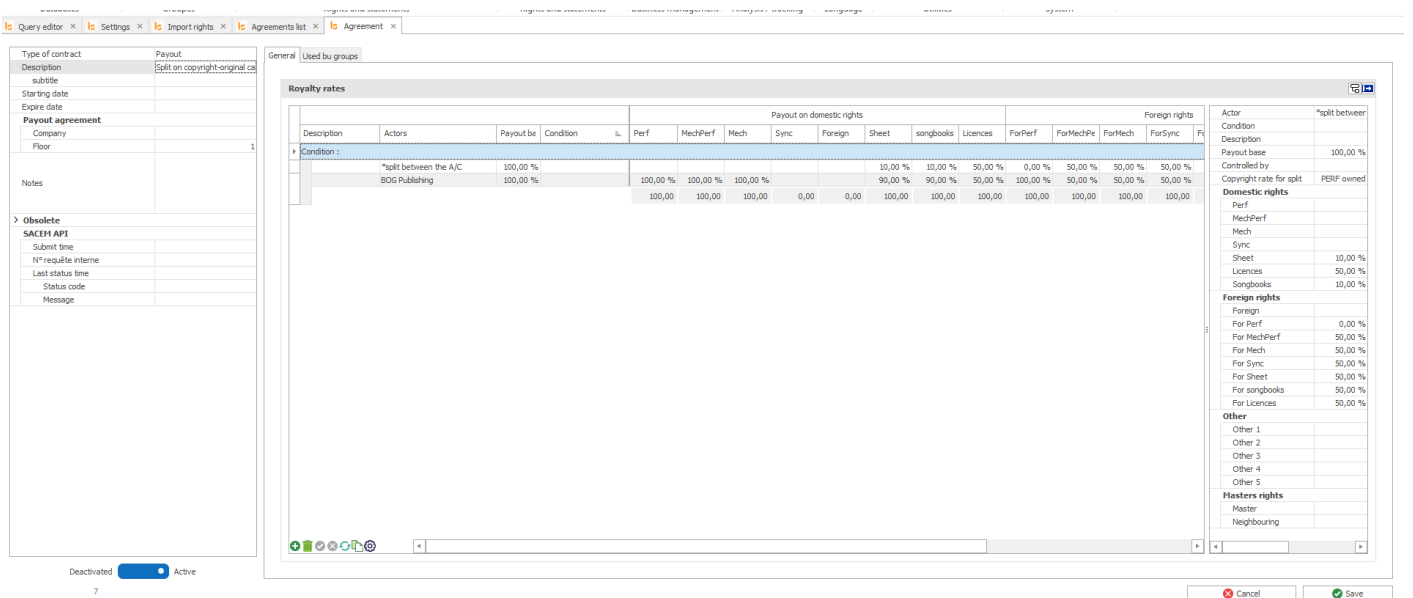 Query editor × Settings × Import rights × Agreements list × Agreement ×
Type of contract Payout
Description Split on copyright-original ca
subtitle
Starting date
Expire date
Payout agreement
Company
Floor 1
Notes
Obsolete
SACEM API
Submit time
N° requête interne
Last status time
Status code
Message
Deactivated Active
7
General Used bu groups
Royalty rates
Payout on domestic rights Foreign rights
Description Actors Payout ba Condition Perf MechPerf Mech Sync Foreign Sheet songbooks Licences ForPerf ForMechPe ForMech ForSync Fo
Condition :
*split between the A/C 100,00 % 10,00 % 10,00 % 50,00 % 0,00 % 50,00 % 50,00 % 50,00 %
BOG Publishing 100,00 % 100,00 % 100,00 % 100,00 % 90,00 % 90,00 % 50,00 % 100,00 % 50,00 % 50,00 % 50,00 %
100,00 100,00 100,00 0,00 0,00 100,00 100,00 100,00 100,00 100,00 100,00 100,00
Actor *split between
Condition
Description
Payout base 100,00 %
Controlled by
Copyright rate for split PERF owned
Domestic rights
Perf
MechPerf
Mech
Sync
Sheet 10,00 %
Licences 50,00 %
Songbooks 10,00 %
Foreign rights
Foreign
For Perf 0,00 %
For MechPerf 50,00 %
For Mech 50,00 %
For Sync 50,00 %
For Sheet 50,00 %
For songbooks 50,00 %
For Licences 50,00 %
Other
Other 1
Other 2
Other 3
Other 4
Other 5
Masters rights
Master
Neighbouring
Cancel Save